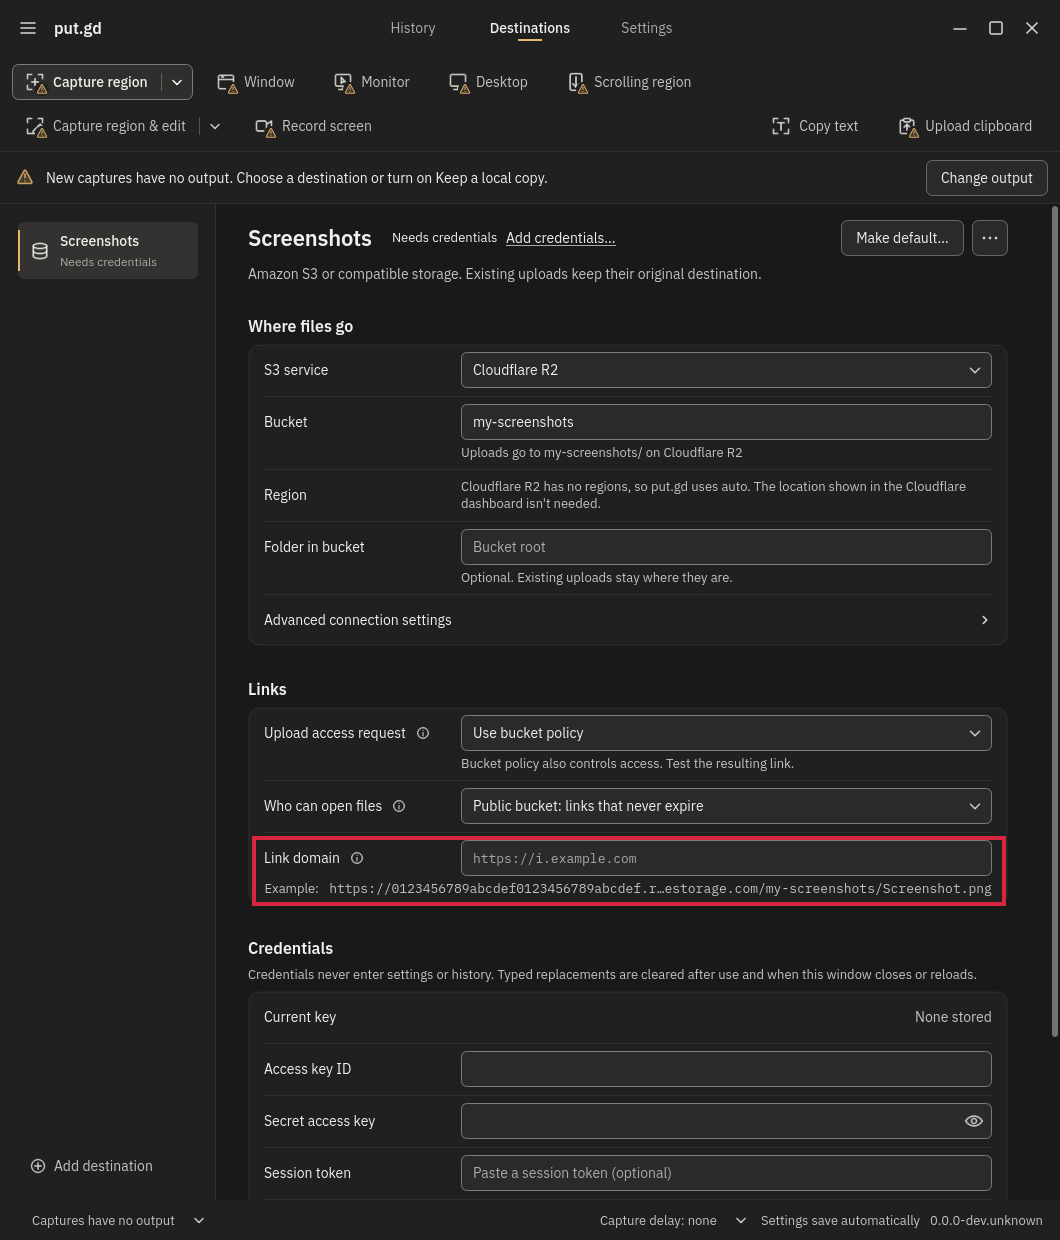 put.gd
History
Destinations
Settings
Capture region
Window
Monitor
Desktop
Scrolling region
Capture region & edit
Record screen
Copy text
Upload clipboard
New captures have no output. Choose a destination or turn on Keep a local copy.
Change output
Screenshots
Needs credentials
Screenshots
Needs credentials
Add credentials...
Make default...
Amazon S3 or compatible storage. Existing uploads keep their original destination.
Where files go
S3 service
Cloudflare R2
Bucket
my-screenshots
Uploads go to my-screenshots/ on Cloudflare R2
Region
Cloudflare R2 has no regions, so put.gd uses auto. The location shown in the Cloudflare
dashboard isn't needed.
Folder in bucket
Bucket root
Optional. Existing uploads stay where they are.
Advanced connection settings
Links
Upload access request
Use bucket policy
Bucket policy also controls access. Test the resulting link.
Who can open files
Public bucket: links that never expire
Link domain
https://i.example.com
Example: https://0123456789abcdef0123456789abcdef.r…estorage.com/my-screenshots/Screenshot.png
Credentials
Credentials never enter settings or history. Typed replacements are cleared after use and when this window closes or reloads.
Current key
None stored
Access key ID
Secret access key
Session token
Paste a session token (optional)
Add destination
Captures have no output
Capture delay: none
Settings save automatically
0.0.0-dev.unknown